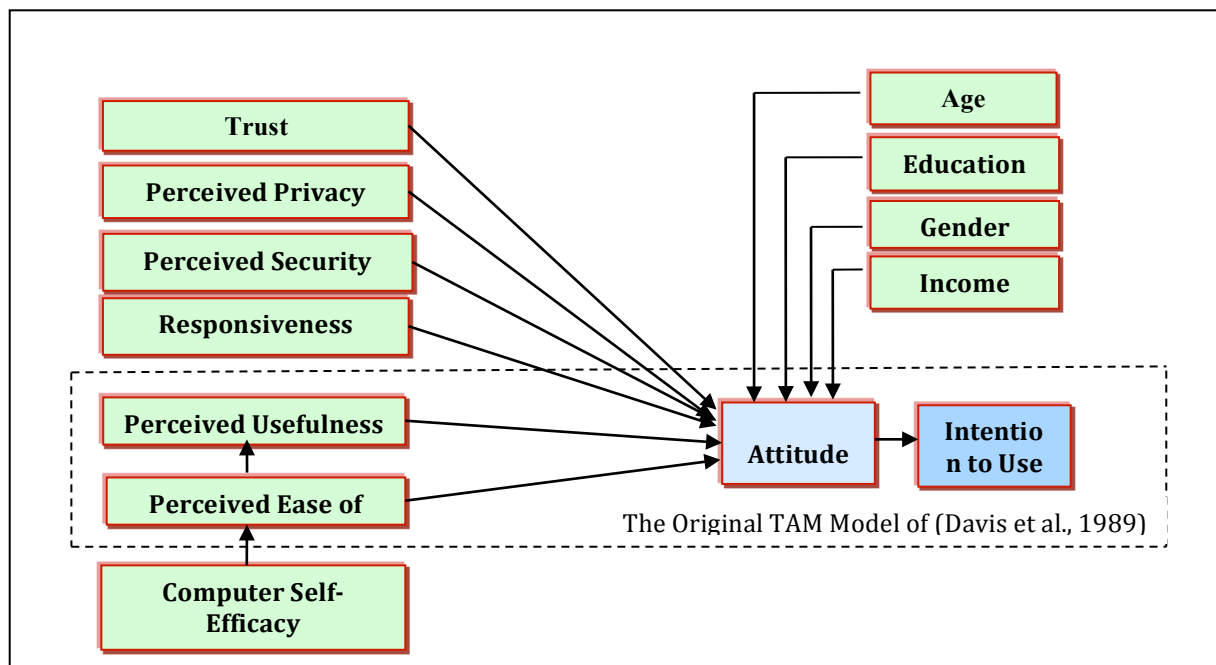 Trust
Perceived Privacy
Perceived Security
Responsiveness
Age
Education
Gender
Income
Perceived Usefulness
Perceived Ease of
Attitude
Intentio
n to Use
The Original TAM Model of (Davis et al., 1989)
Computer Self-
Efficacy